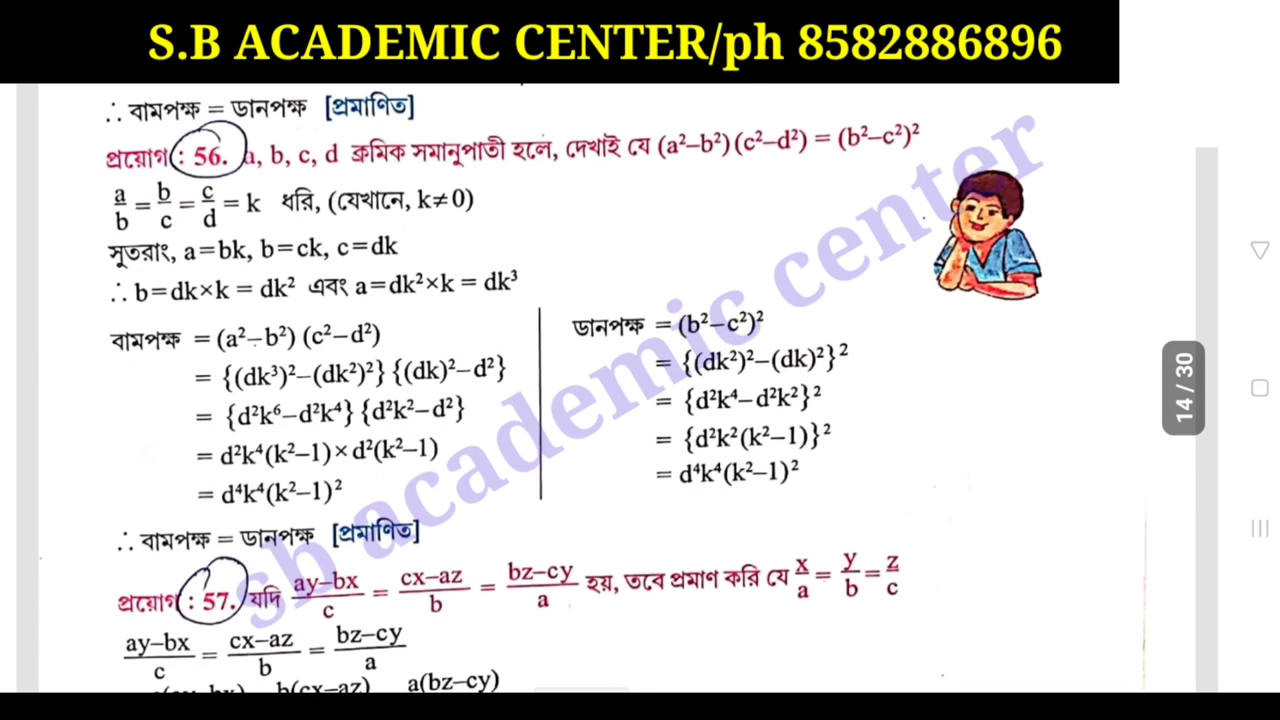 S.B ACADEMIC CENTER/ph 8582886896
∴ বামপক্ষ = ডানপক্ষ [প্রমাণিত]
প্রয়োগ : 56. a, b, c, d ক্রমিক সমানুপাতী হলে, দেখাই যে (a²–b²) (c²–d²) = (b²–c²)²
a/b = b/c = c/d = k ধরি, (যেখানে, k≠0)
সুতরাং, a=bk, b=ck, c=dk
∴ b=dk×k = dk² এবং a=dk²×k = dk³
বামপক্ষ = (a²–b²) (c²–d²)
= {(dk³)²–(dk²)²} {(dk)²–d²}
= {d²k⁶–d²k⁴} {d²k²–d²}
= d²k⁴(k²–1)×d²(k²–1)
= d⁴k⁴(k²–1)²
ডানপক্ষ = (b²–c²)²
= {(dk²)²–(dk)²}²
= {d²k⁴–d²k²}²
= {d²k²(k²–1)}²
= d⁴k⁴(k²–1)²
∴ বামপক্ষ = ডানপক্ষ [প্রমাণিত]
প্রয়োগ : 57. যদি ay–bx/c = cx–az/b = bz–cy/a হয়, তবে প্রমাণ করি যে x/a = y/b = z/c
ay–bx/c = cx–az/b = bz–cy/a
b(cx–az) a(bz–cy)
sb academic center
14 / 30